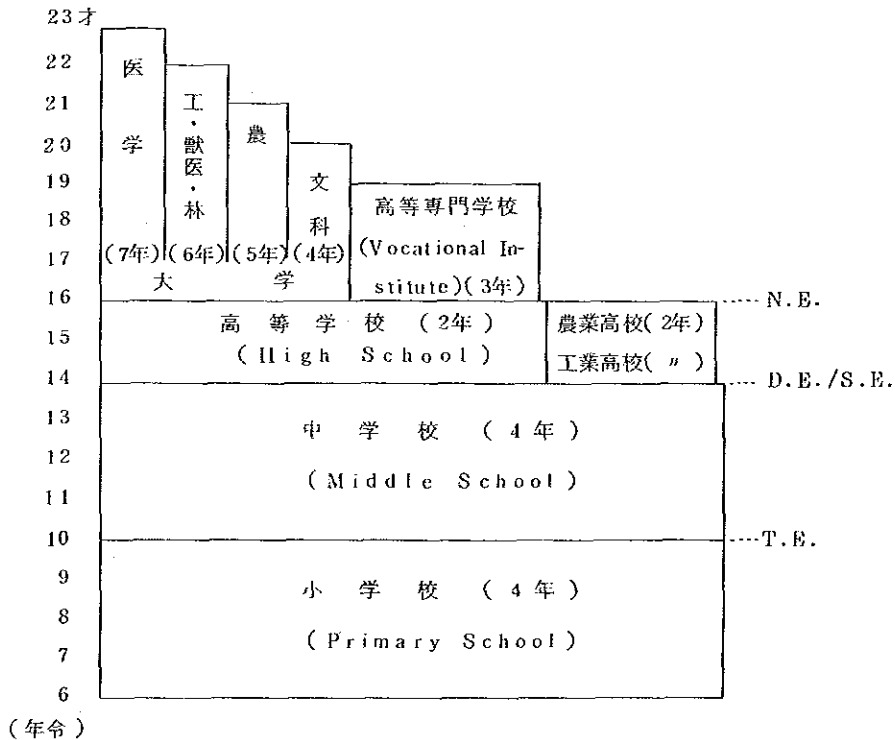 23才
22
21
20
19
18
17
16
15
14
13
12
11
10
9
8
7
6
(年令)
医学
(7年)
工・獣医・林
(6年)
農
(5年)
文科
(4年)
大学
高等専門学校
(Vocational In-
stitute)(3年)
高等学校(2年)
(High School)
農業高校(2年)
工業高校(〃)
中学校(4年)
(Middle School)
小学校(4年)
(Primary School)
N.E.
D.E./S.E.
T.E.